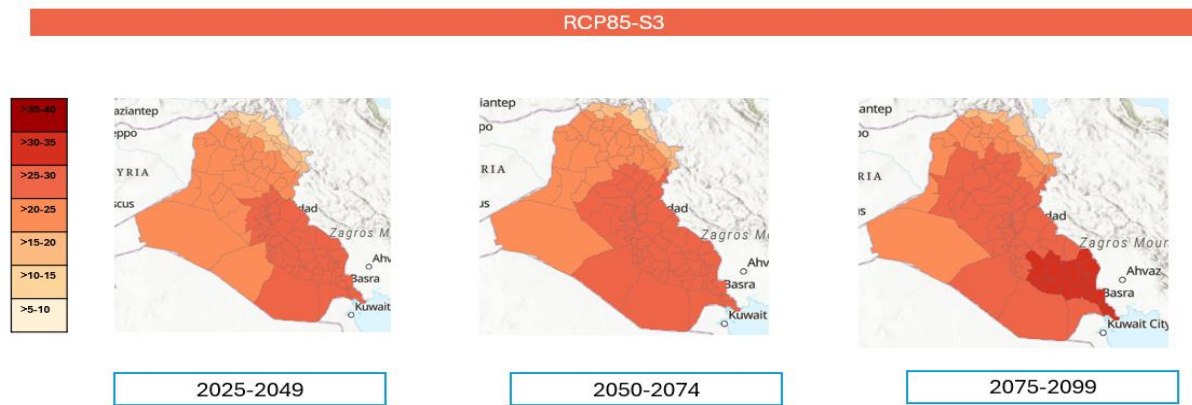 RCP85-S3
>35-40
>30-35
>25-30
>20-25
>15-20
>10-15
>5-10
aziantep
eppo
YRIA
scus
dad
Zagros Mo
Ahv
Basra
Kuwait
iantep
po
RIA
us
dad
Zagros M
Ahv
Basra
Kuwait
antep
o
RIA
s
dad
Zagros Moun
Ahvaz
Basra
Kuwait City
2025-2049
2050-2074
2075-2099